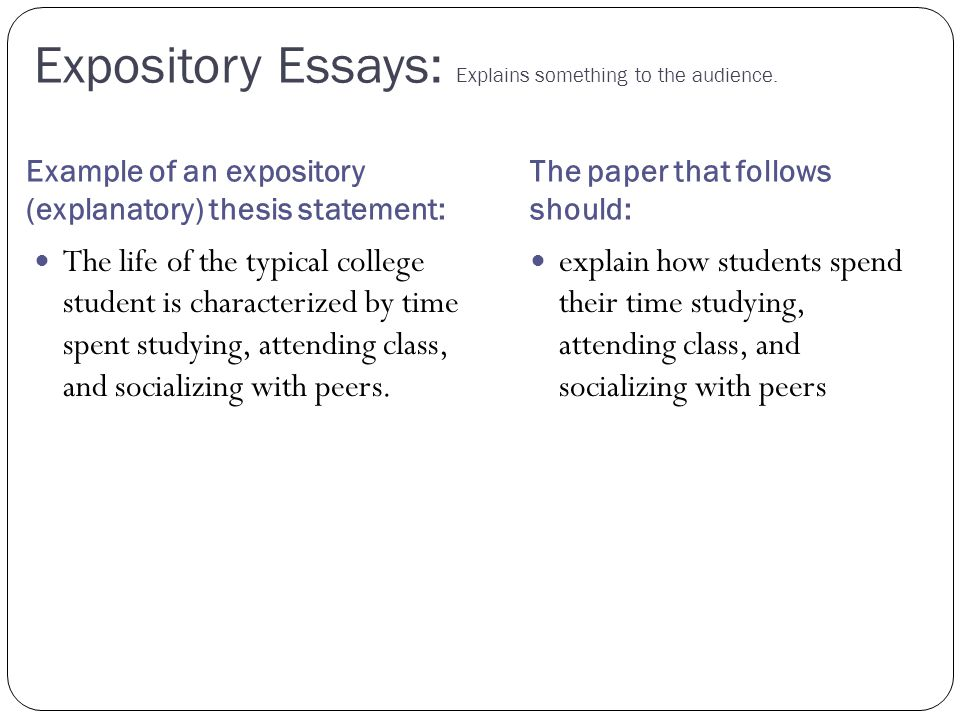 Expository Essays: Explains something to the audience.
Example of an expository
(explanatory) thesis statement:
• The life of the typical college
student is characterized by time
spent studying, attending class,
and socializing with peers.
The paper that follows
should:
• explain how students spend
their time studying,
attending class, and
socializing with peers